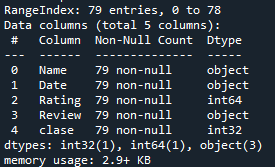 RangeIndex: 79 entries, 0 to 78
Data columns (total 5 columns):
 #   Column  Non-Null Count  Dtype
---  ------  --------------  -----
 0   Name    79 non-null     object
 1   Date    79 non-null     object
 2   Rating  79 non-null     int64
 3   Review  79 non-null     object
 4   clase   79 non-null     int32
dtypes: int32(1), int64(1), object(3)
memory usage: 2.9+ KB